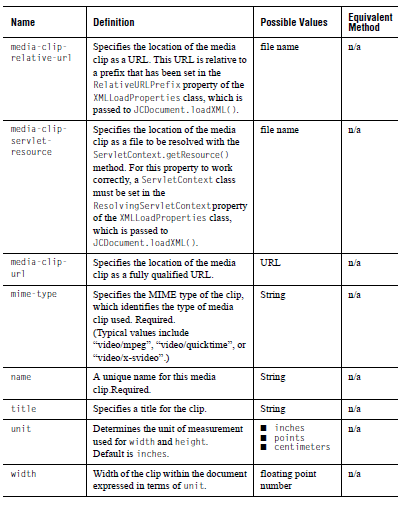 Name Definition Possible Values Equivalent
Method
media-clip- Specifies the location of the media file name n/a
relative-url clip as a URL. This URL is relative to
a prefix that has been set in the
RelativeURLPrefix property of the
XMLLoadProperties class, which is
passed to JCDocument.loadXML().
media-clip- Specifies the location of the media file name n/a
servlet- clip as a file to be resolved with the
resource ServletContext.getResource()
method. For this property to work
correctly, a ServletContext class
must be set in the
ResolvingServletContext property
of the XMLLoadProperties class,
which is passed to
JCDocument.loadXML().
media-clip- Specifies the location of the media URL n/a
url clip as a fully qualified URL.
mime-type Specifies the MIME type of the clip, String n/a
which identifies the type of media
clip used. Required.
(Typical values include
“video/mpeg”, “video/quicktime”, or
“video/x-svideo”.)
name A unique name for this media String n/a
clip.Required.
title Specifies a title for the clip. String n/a
unit Determines the unit of measurement ■ inches n/a
used for width and height. ■ points
Default is inches. ■ centimeters
width Width of the clip within the document floating point n/a
expressed in terms of unit. number